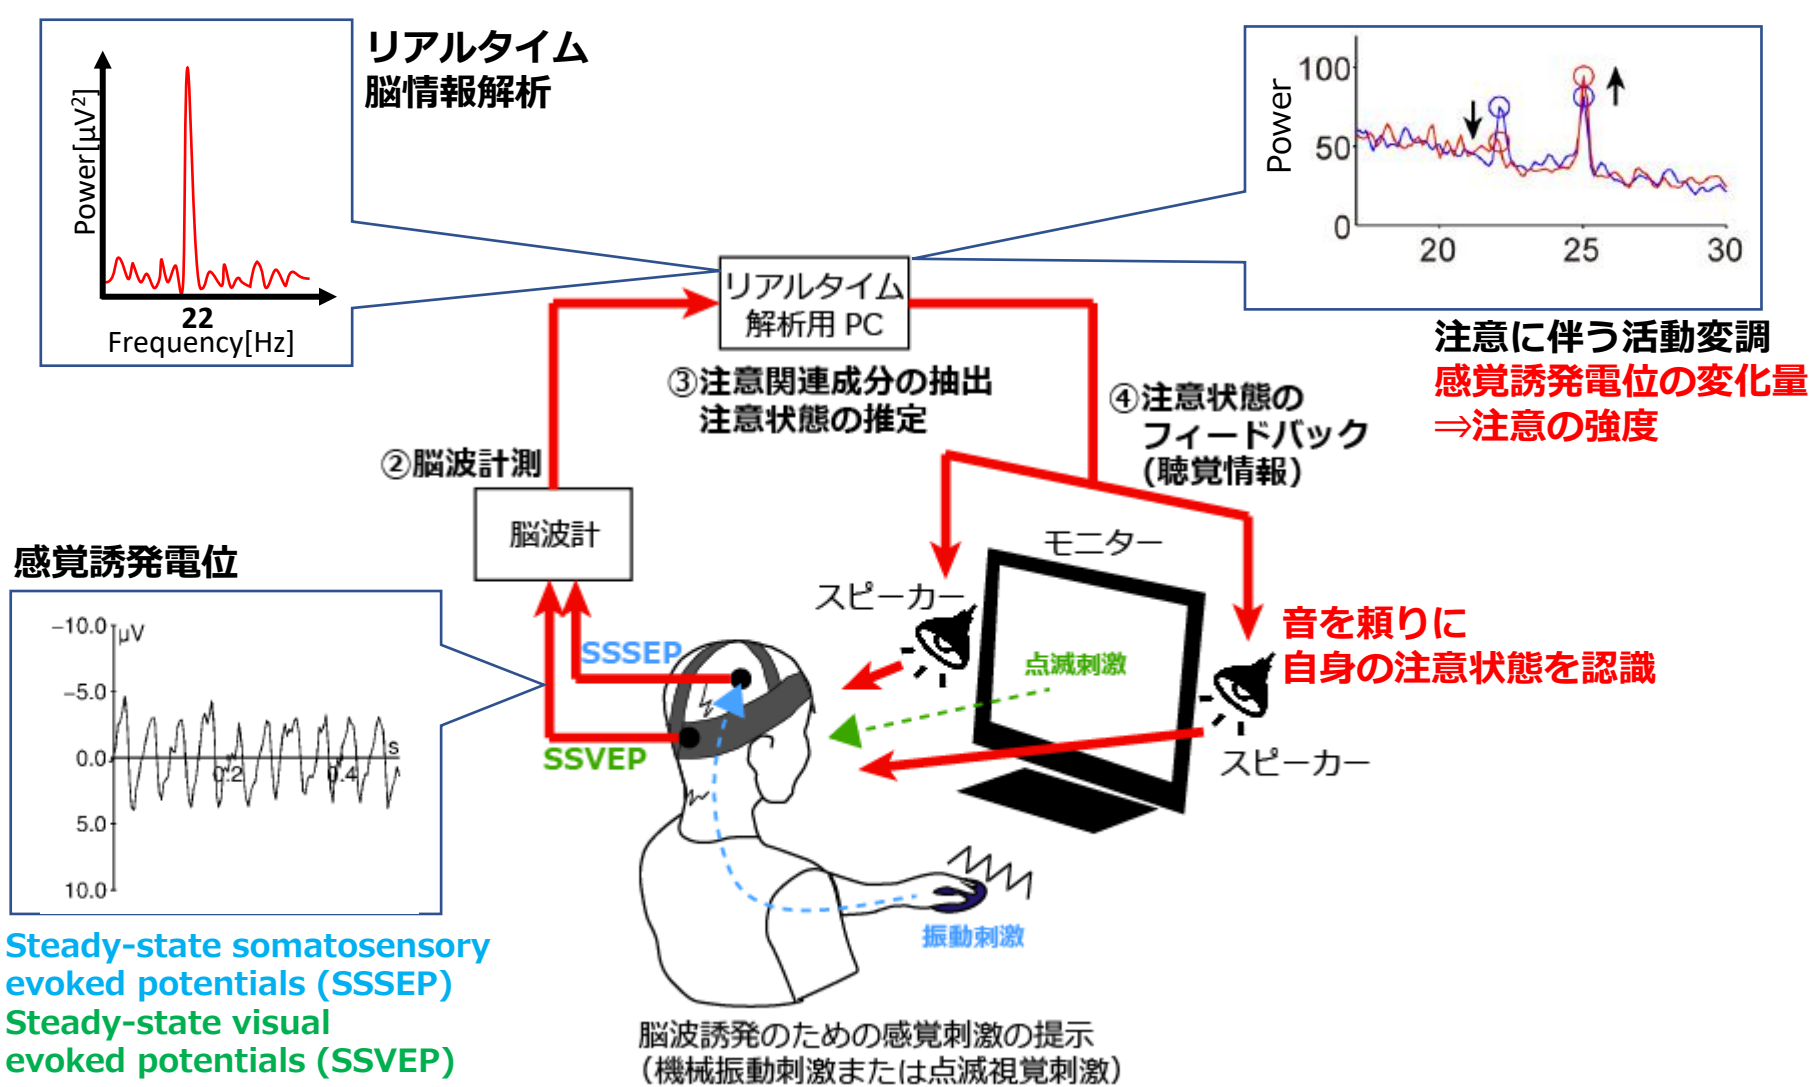 リアルタイム
脳情報解析
Power[μV²]
22
Frequency[Hz]
Power
100
50
0
20
25
30
注意に伴う活動変調
感覚誘発電位の変化量
⇒注意の強度
リアルタイム
解析用 PC
③注意関連成分の抽出
注意状態の推定
④注意状態の
フィードバック
(聴覚情報)
②脳波計測
脳波計
感覚誘発電位
-10.0
μV
-5.0
0.0
5.0
10.0
0.2
0.4
s
SSSEP
SSVEP
スピーカー
モニター
点滅刺激
スピーカー
音を頼りに
自身の注意状態を認識
振動刺激
Steady-state somatosensory
evoked potentials (SSSEP)
Steady-state visual
evoked potentials (SSVEP)
脳波誘発のための感覚刺激の提示
（機械振動刺激または点滅視覚刺激）